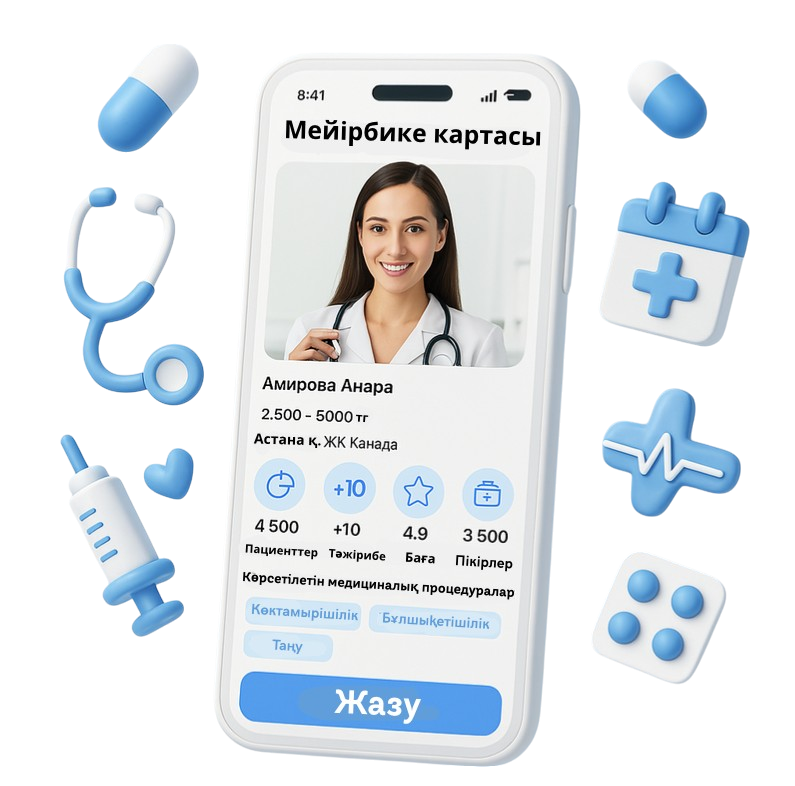 8:41
Мейірбике картасы
Амирова Анара
2.500 - 5000 тг
Астана қ. ЖК Канада
+10
4 500 +10 4.9 3 500
Пациенттер Тәжірибе Баға Пікірлер
Көрсетілетін медициналық процедуралар
Көктамырішілік Бұлшықетішілік
Таңу
Жазу